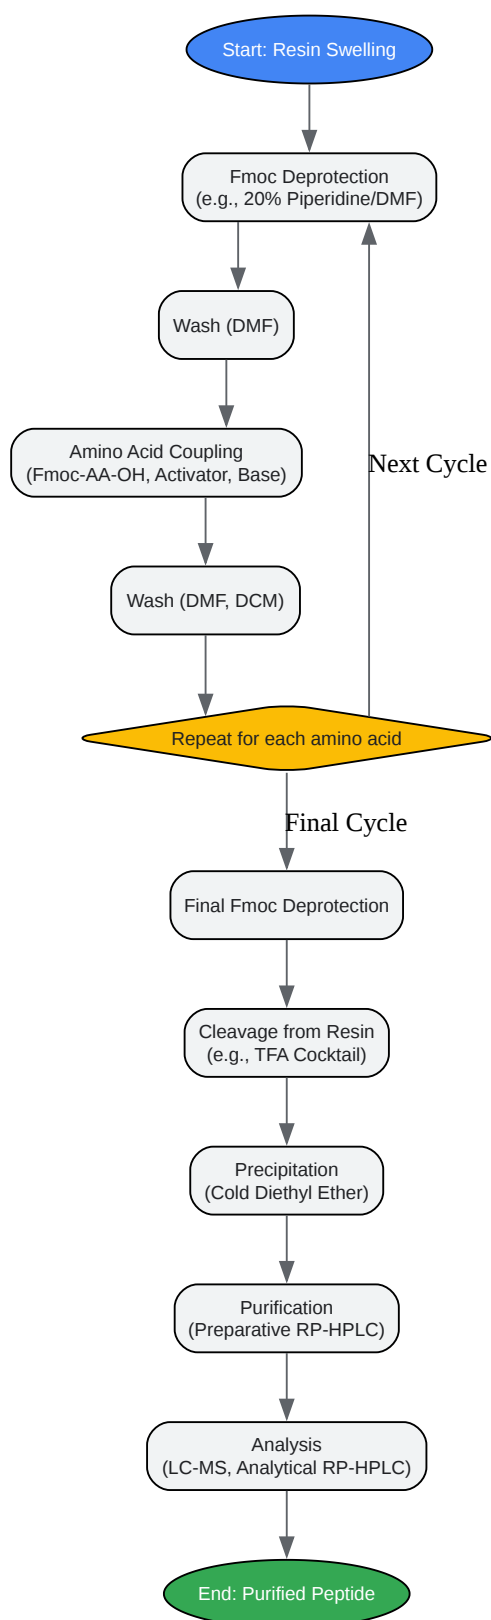 Start: Resin Swelling
Fmoc Deprotection
(e.g., 20% Piperidine/DMF)
Wash (DMF)
Amino Acid Coupling
(Fmoc-AA-OH, Activator, Base)
Next Cycle
Wash (DMF, DCM)
Repeat for each amino acid
Final Cycle
Final Fmoc Deprotection
Cleavage from Resin
(e.g., TFA Cocktail)
Precipitation
(Cold Diethyl Ether)
Purification
(Preparative RP-HPLC)
Analysis
(LC-MS, Analytical RP-HPLC)
End: Purified Peptide